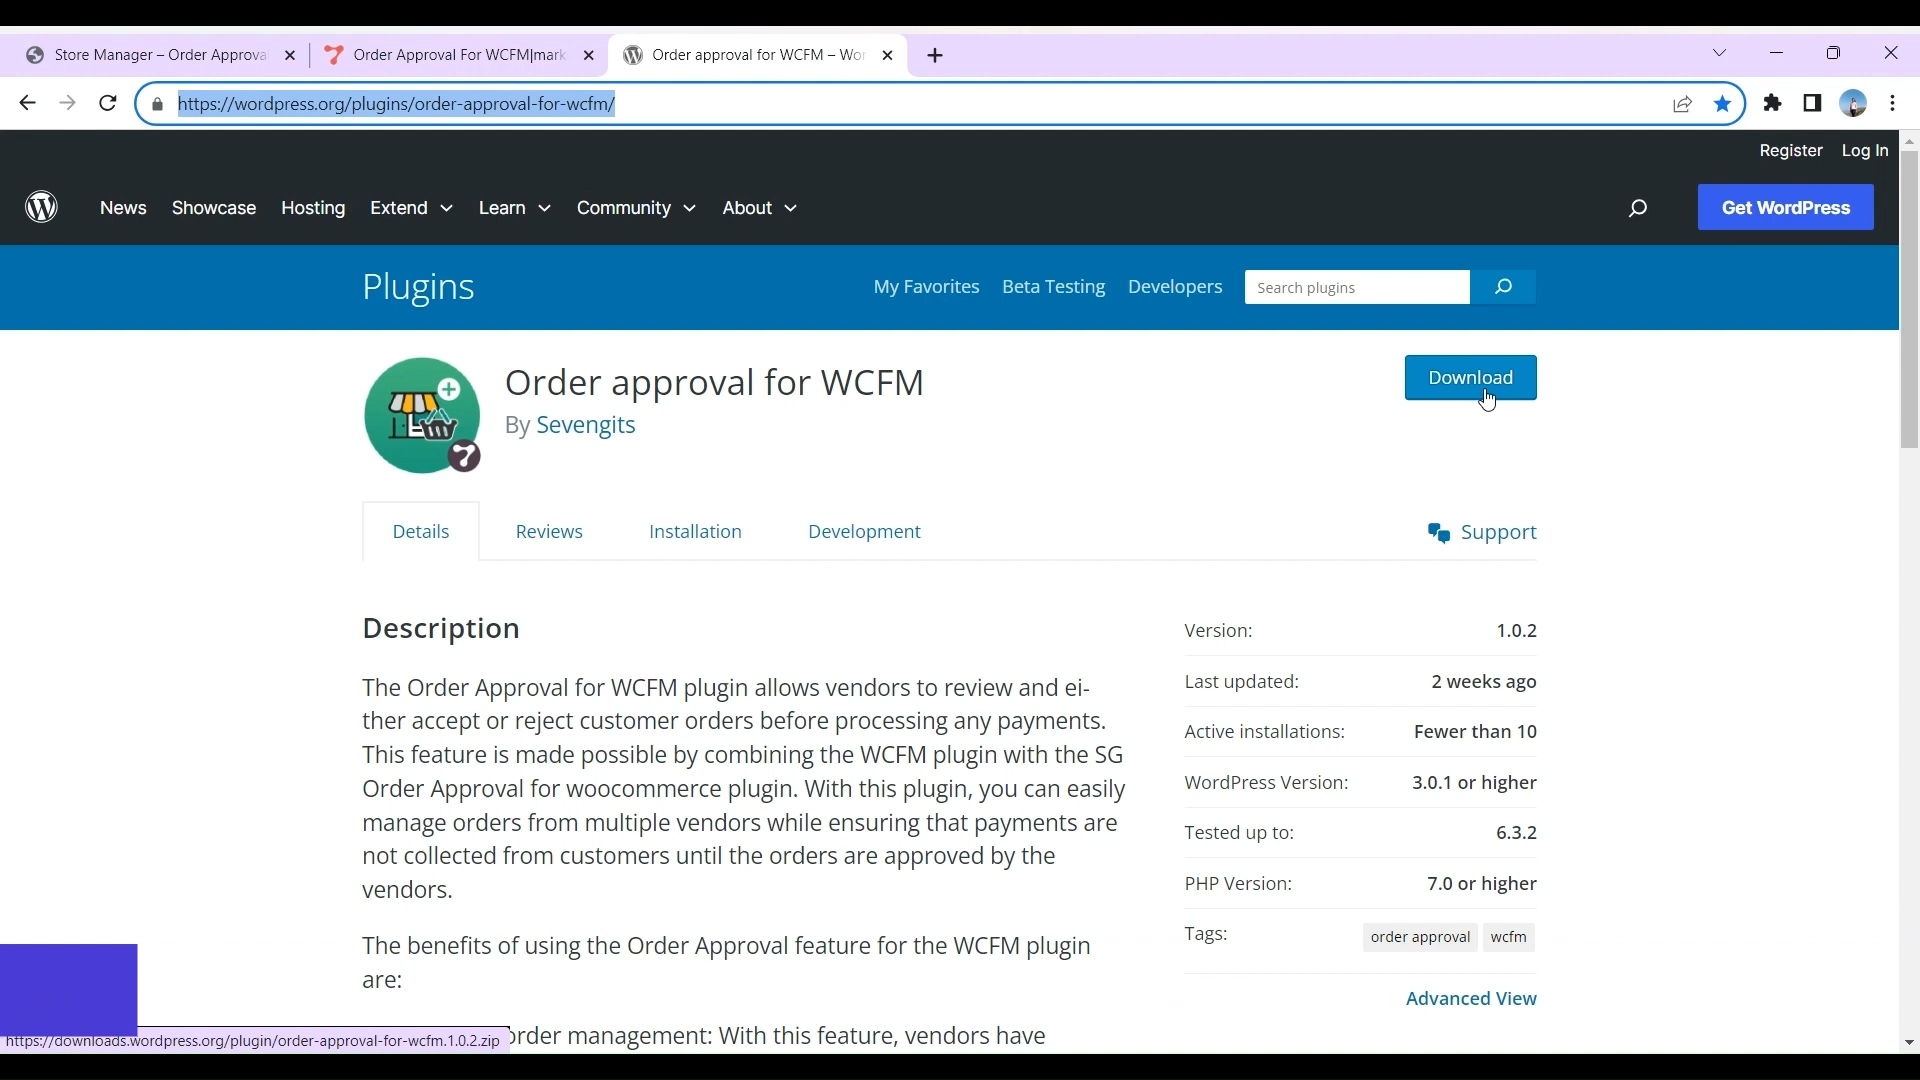 Store Manager – Order Approva
Order Approval For WCFM|mark
Order approval for WCFM – Wor
https://wordpress.org/plugins/order-approval-for-wcfm/
Register Log In
News Showcase Hosting Extend Learn Community About
Get WordPress
Plugins
My Favorites Beta Testing Developers Search plugins
Order approval for WCFM
Download
By Sevengits
Details Reviews Installation Development Support
Description
The Order Approval for WCFM plugin allows vendors to review and ei-
ther accept or reject customer orders before processing any payments.
This feature is made possible by combining the WCFM plugin with the SG
Order Approval for woocommerce plugin. With this plugin, you can easily
manage orders from multiple vendors while ensuring that payments are
not collected from customers until the orders are approved by the
vendors.
The benefits of using the Order Approval feature for the WCFM plugin
are:
order management: With this feature, vendors have
Version: 1.0.2
Last updated: 2 weeks ago
Active installations: Fewer than 10
WordPress Version: 3.0.1 or higher
Tested up to: 6.3.2
PHP Version: 7.0 or higher
Tags: order approval wcfm
Advanced View
https://downloads.wordpress.org/plugin/order-approval-for-wcfm.1.0.2.zip